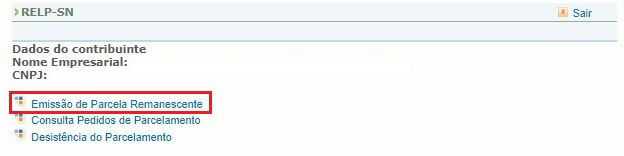 RELP-SN
Sair
Dados do contribuinte
Nome Empresarial:
CNPJ:
Emissão de Parcela Remanescente
Consulta Pedidos de Parcelamento
Desistência do Parcelamento